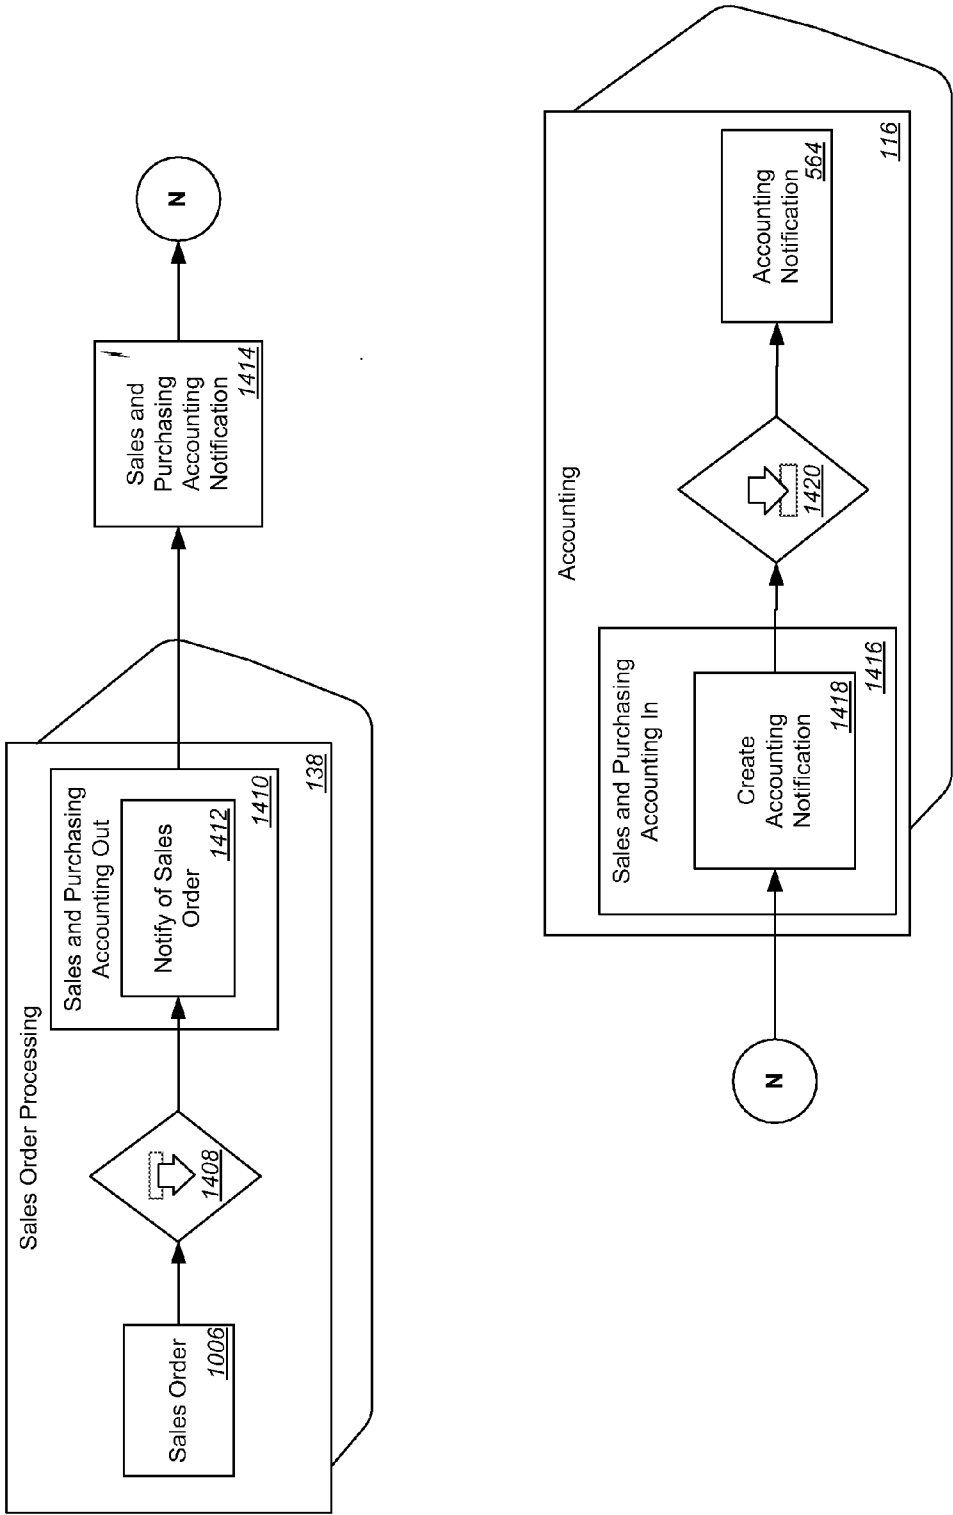 Sales Order Processing
Sales Order
1006
1408
Sales and Purchasing
Accounting Out
Notify of Sales
Order
1412
1410
138
Sales and
Purchasing
Accounting
Notification
1414
N
N
Accounting
Sales and Purchasing
Accounting In
Create
Accounting
Notification
1418
1416
1420
Accounting
Notification
564
116